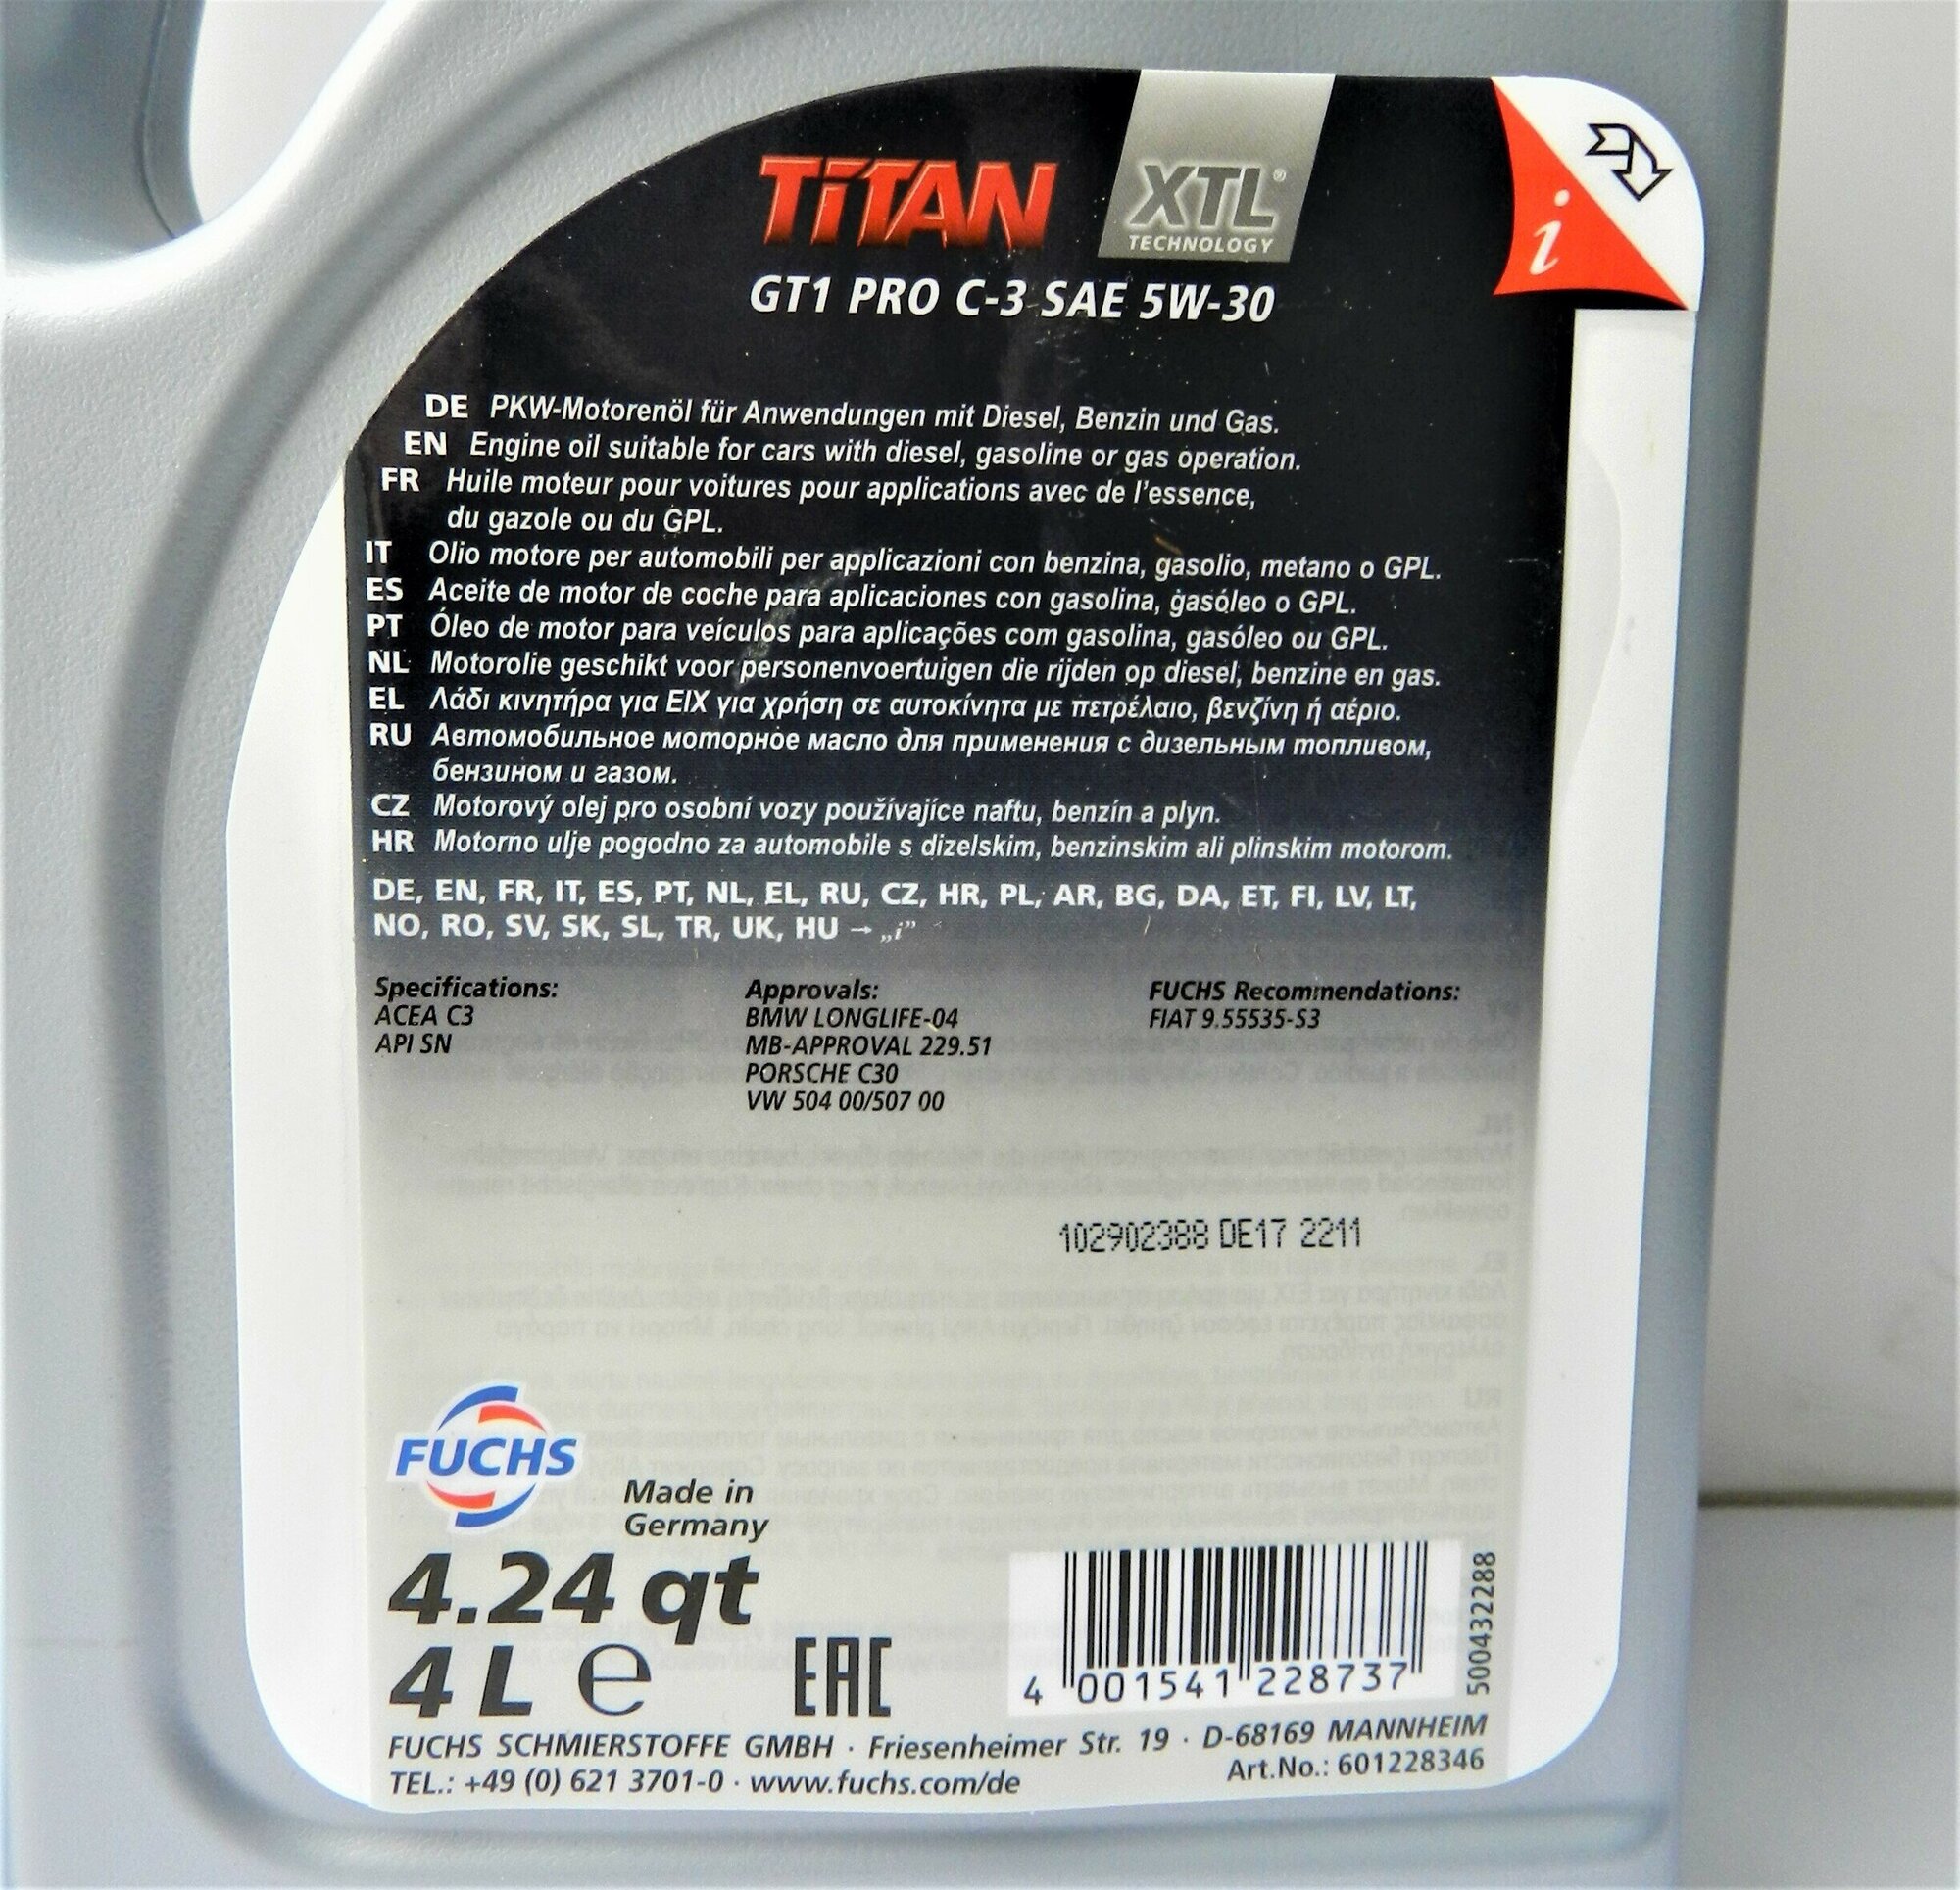 TiTAN
XTL®
TECHNOLOGY
i
GT1 PRO C-3 SAE 5W-30
DE PKW-Motorenöl für Anwendungen mit Diesel, Benzin und Gas.
EN Engine oil suitable for cars with diesel, gasoline or gas operation.
FR Huile moteur pour voitures pour applications avec de l'essence,
du gazole ou du GPL.
IT Olio motore per automobili per applicazioni con benzina, gasolio, metano o GPL.
ES Aceite de motor de coche para aplicaciones con gasolina, gasóleo o GPL.
PT Óleo de motor para veículos para aplicações com gasolina, gasóleo ou GPL.
NL Motorolie geschikt voor personenvoertuigen die rijden op diesel, benzine en gas.
EL Λάδι κινητήρα για ΕΙΧ για χρήση σε αυτοκίνητα με πετρέλαιο, βενζίνη ή αέριο.
RU Автомобильное моторное масло для применения с дизельным топливом,
бензином и газом.
CZ Motorový olej pro osobní vozy používajíce naftu, benzín a plyn.
HR Motorno ulje pogodno za automobile s dizelskim, benzinskim ali plinskim motorom.
DE, EN, FR, IT, ES, PT, NL, EL, RU, CZ, HR, PL, AR, BG, DA, ET, FI, LV, LT,
NO, RO, SV, SK, SL, TR, UK, HU → „i”
Specifications:
ACEA C3
API SN
Approvals:
BMW LONGLIFE-04
MB-APPROVAL 229.51
PORSCHE C30
VW 504 00/507 00
FUCHS Recommendations:
FIAT 9.55535-S3
102902388 DE17 2211
FUCHS
Made in
Germany
4.24 qt
4 L e
EAC
4 001541 228737
500432288
FUCHS SCHMIERSTOFFE GMBH · Friesenheimer Str. 19 · D-68169 MANNHEIM
TEL.: +49 (0) 621 3701-0 · www.fuchs.com/de
Art.No.: 601228346